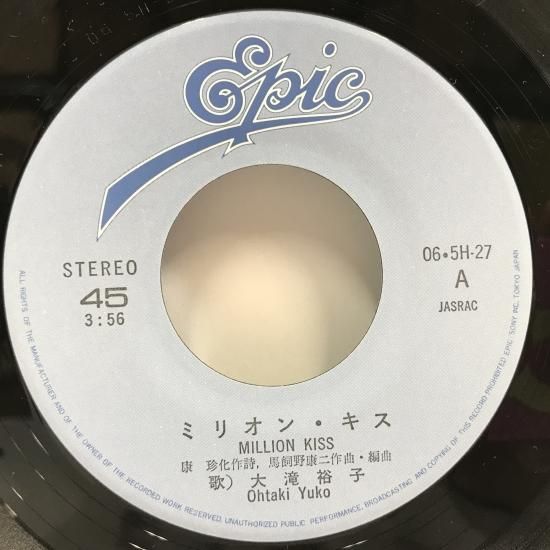 Epic
STEREO
45
3:56
06・5H-27
A
JASRAC
ミリオン・キス
MILLION KISS
康 珍化作詩，馬飼野康二作曲・編曲
歌）大滝裕子
Ohtaki Yuko
ALL RIGHTS OF THE MANUFACTURER AND OF THE OWNER OF THE RECORDED WORK RESERVED. UNAUTHORIZED PUBLIC PERFORMANCE, BROADCASTING AND COPYING OF THIS RECORD PROHIBITED EPIC/SONY INC. TOKYO JAPAN